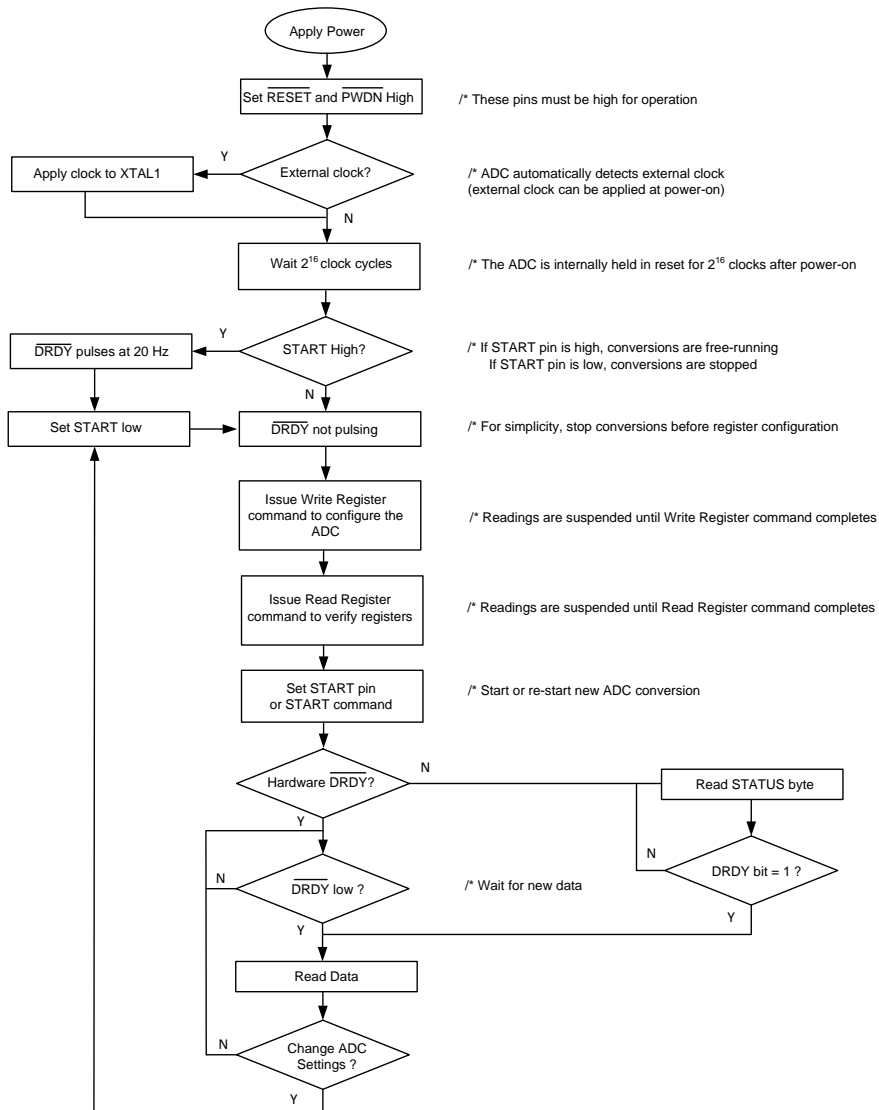 Apply Power
Set RESET and PWDN High
/* These pins must be high for operation
Y
External clock?
Apply clock to XTAL1
/* ADC automatically detects external clock
(external clock can be applied at power-on)
N
Wait 2^16 clock cycles
/* The ADC is internally held in reset for 2^16 clocks after power-on
Y
START High?
DRDY pulses at 20 Hz
/* If START pin is high, conversions are free-running
If START pin is low, conversions are stopped
N
Set START low
DRDY not pulsing
/* For simplicity, stop conversions before register configuration
Issue Write Register
command to configure the
ADC
/* Readings are suspended until Write Register command completes
Issue Read Register
command to verify registers
/* Readings are suspended until Read Register command completes
Set START pin
or START command
/* Start or re-start new ADC conversion
Hardware DRDY?
N
Read STATUS byte
Y
N
DRDY low ?
/* Wait for new data
N
DRDY bit = 1 ?
Y
Y
Read Data
N
Change ADC
Settings ?
Y